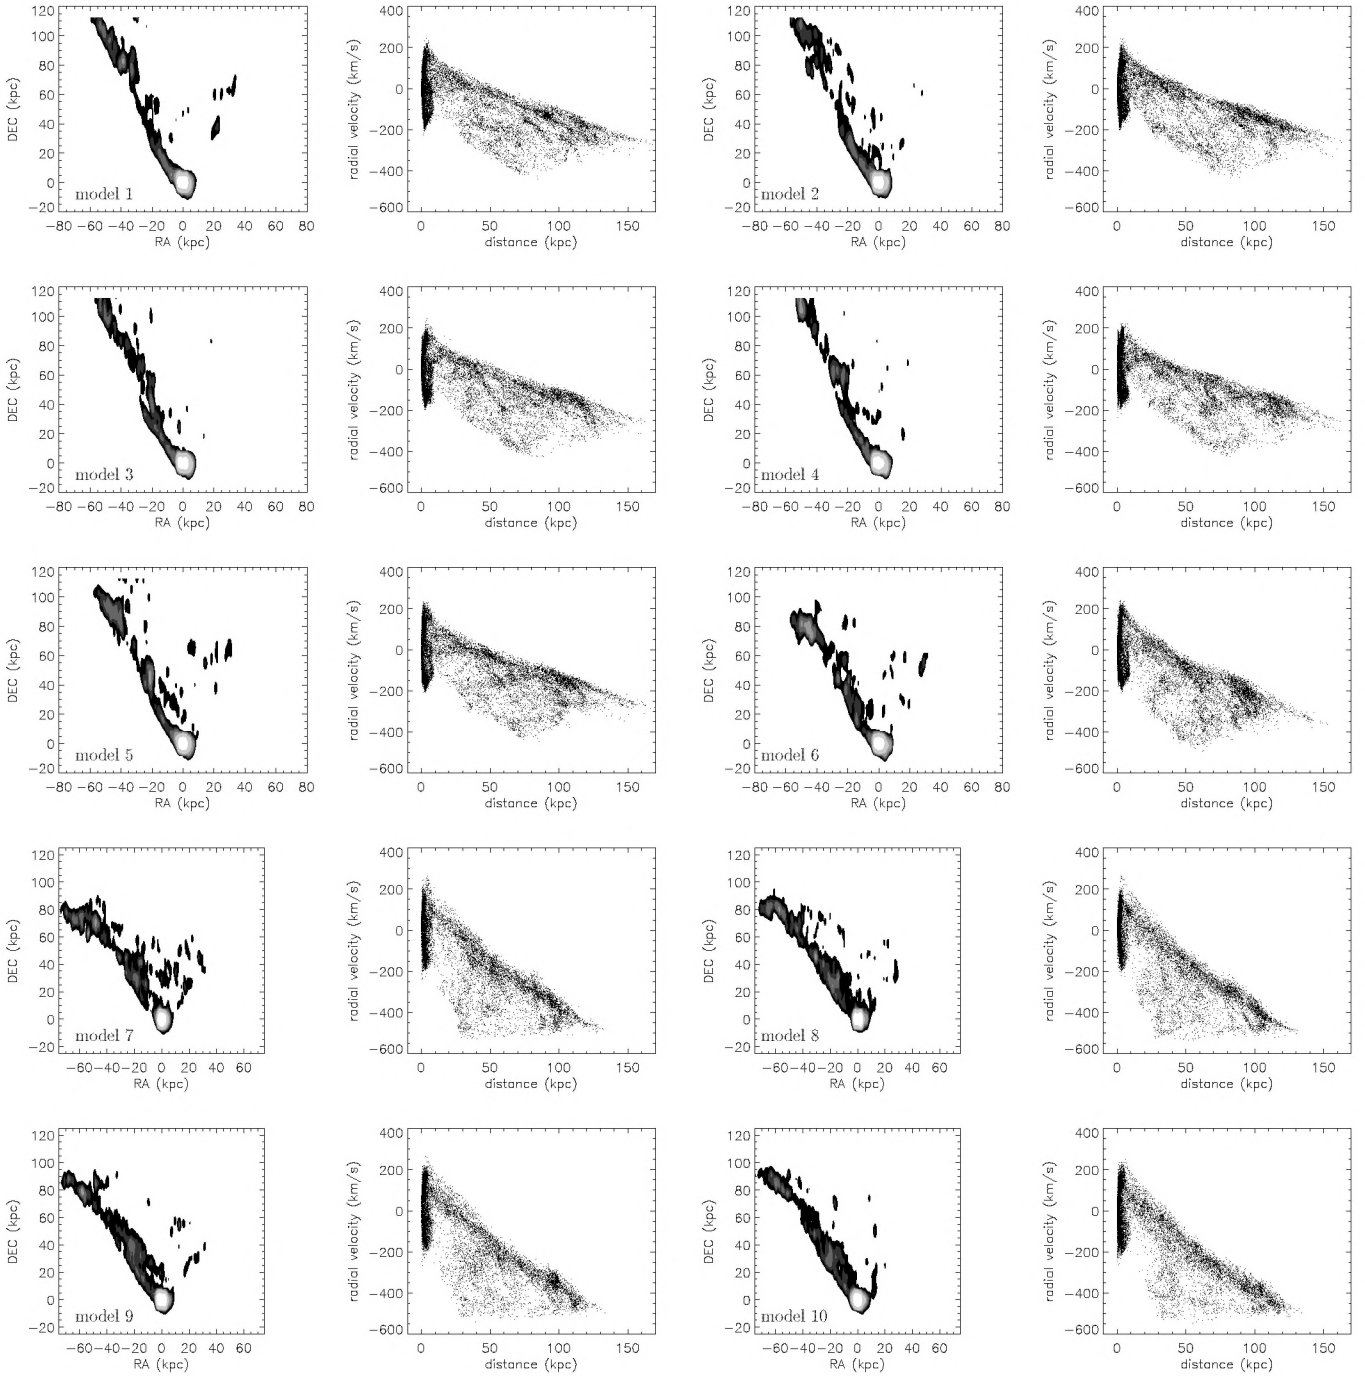 120
100
80
60
40
20
0
−20
DEC (kpc)
model 1
−80 −60 −40 −20 0 20 40 60 80
RA (kpc)
400
200
0
−200
−400
−600
radial velocity (km/s)
0 50 100 150
distance (kpc)
120
100
80
60
40
20
0
−20
DEC (kpc)
model 2
−80 −60 −40 −20 0 20 40 60 80
RA (kpc)
400
200
0
−200
−400
−600
radial velocity (km/s)
0 50 100 150
distance (kpc)
120
100
80
60
40
20
0
−20
DEC (kpc)
model 3
−80 −60 −40 −20 0 20 40 60 80
RA (kpc)
400
200
0
−200
−400
−600
radial velocity (km/s)
0 50 100 150
distance (kpc)
120
100
80
60
40
20
0
−20
DEC (kpc)
model 4
−80 −60 −40 −20 0 20 40 60 80
RA (kpc)
400
200
0
−200
−400
−600
radial velocity (km/s)
0 50 100 150
distance (kpc)
120
100
80
60
40
20
0
−20
DEC (kpc)
model 5
−80 −60 −40 −20 0 20 40 60 80
RA (kpc)
400
200
0
−200
−400
−600
radial velocity (km/s)
0 50 100 150
distance (kpc)
120
100
80
60
40
20
0
−20
DEC (kpc)
model 6
−80 −60 −40 −20 0 20 40 60 80
RA (kpc)
400
200
0
−200
−400
−600
radial velocity (km/s)
0 50 100 150
distance (kpc)
120
100
80
60
40
20
0
−20
DEC (kpc)
model 7
−60 −40 −20 0 20 40 60
RA (kpc)
400
200
0
−200
−400
−600
radial velocity (km/s)
0 50 100 150
distance (kpc)
120
100
80
60
40
20
0
−20
DEC (kpc)
model 8
−60 −40 −20 0 20 40 60
RA (kpc)
400
200
0
−200
−400
−600
radial velocity (km/s)
0 50 100 150
distance (kpc)
120
100
80
60
40
20
0
−20
DEC (kpc)
model 9
−60 −40 −20 0 20 40 60
RA (kpc)
400
200
0
−200
−400
−600
radial velocity (km/s)
0 50 100 150
distance (kpc)
120
100
80
60
40
20
0
−20
DEC (kpc)
model 10
−60 −40 −20 0 20 40 60
RA (kpc)
400
200
0
−200
−400
−600
radial velocity (km/s)
0 50 100 150
distance (kpc)